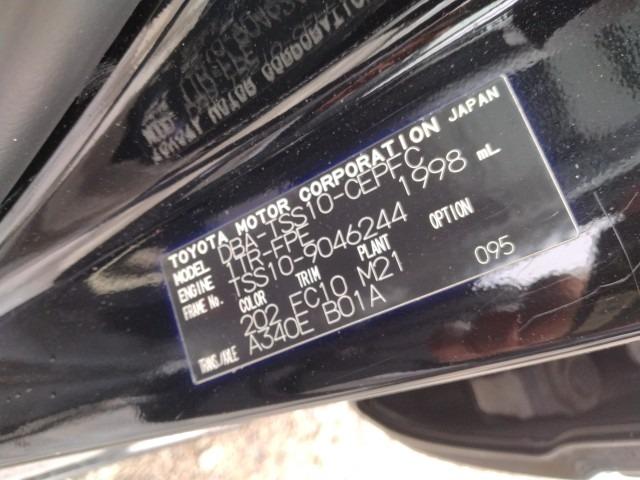 TOYOTA MOTOR CORPORATION JAPAN
MODEL DBA-TSS10-CEPFC
ENGINE 1TR-FPE 1998 mL
FRAME No. TSS10-9046244
COLOR TRIM PLANT OPTION
202 FC10 M21 095
TRANS/AXLE A340E B01A